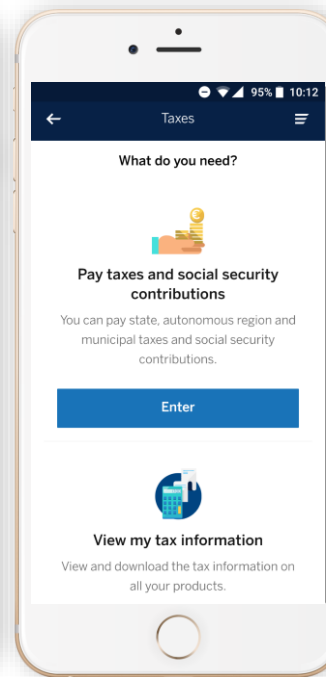 95% 10:12
Taxes
What do you need?
€
Pay taxes and social security
contributions
You can pay state, autonomous region and
municipal taxes and social security
contributions.
Enter
View my tax information
View and download the tax information on
all your products.